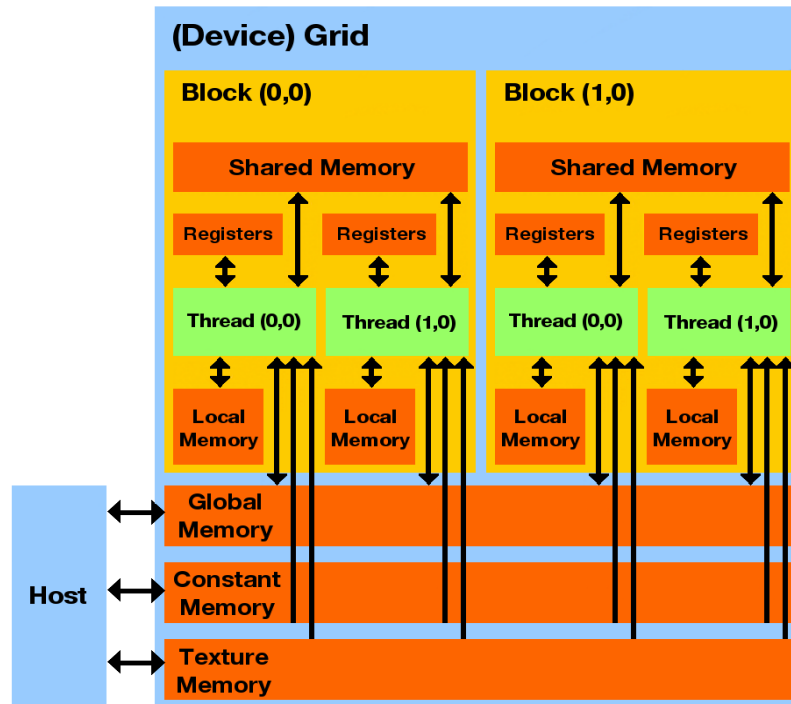 (Device) Grid
Block (0,0)
Block (1,0)
Shared Memory
Shared Memory
Registers
Registers
Registers
Registers
Thread (0,0)
Thread (1,0)
Thread (0,0)
Thread (1,0)
Local
Memory
Local
Memory
Local
Memory
Local
Memory
Host
Global
Memory
Constant
Memory
Texture
Memory